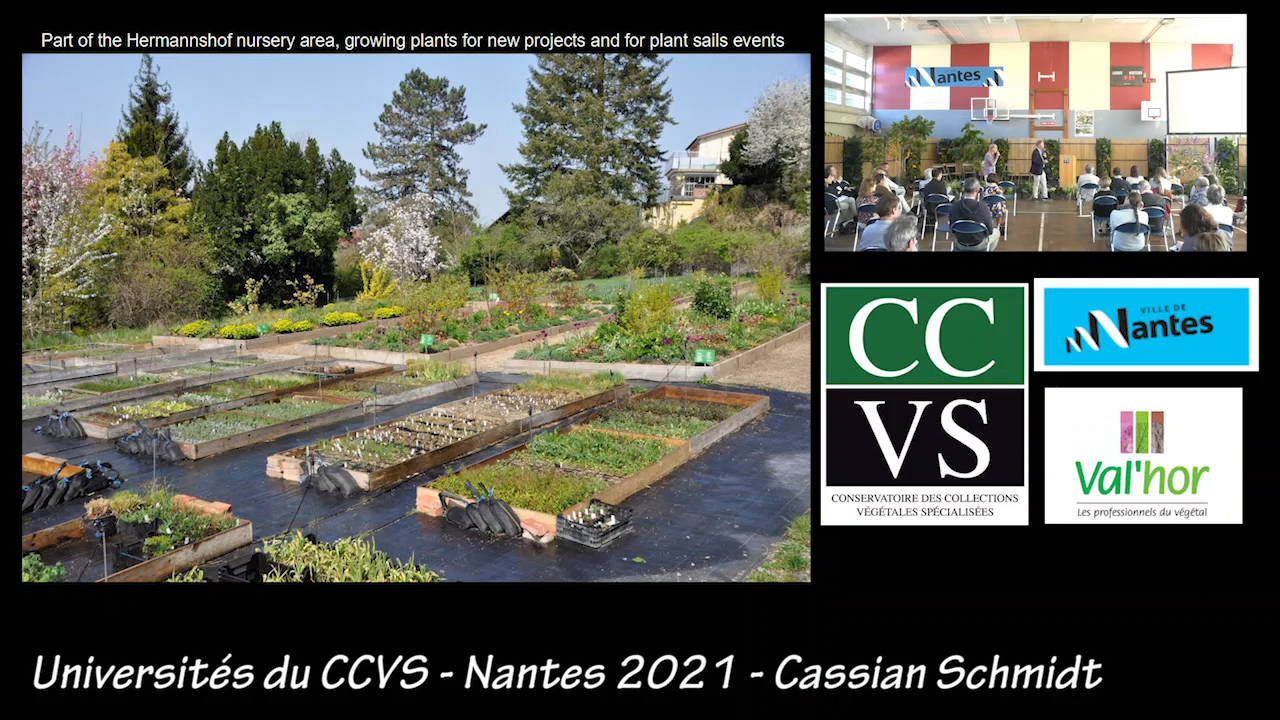 Part of the Hermannshof nursery area, growing plants for new projects and for plant sails events
Nantes
CC
VS
CONSERVATOIRE DES COLLECTIONS
VÉGÉTALES SPÉCIALISÉES
VILLE DE
Nantes
Val'hor
Les professionnels du végétal
Universités du CCVS - Nantes 2021 - Cassian Schmidt